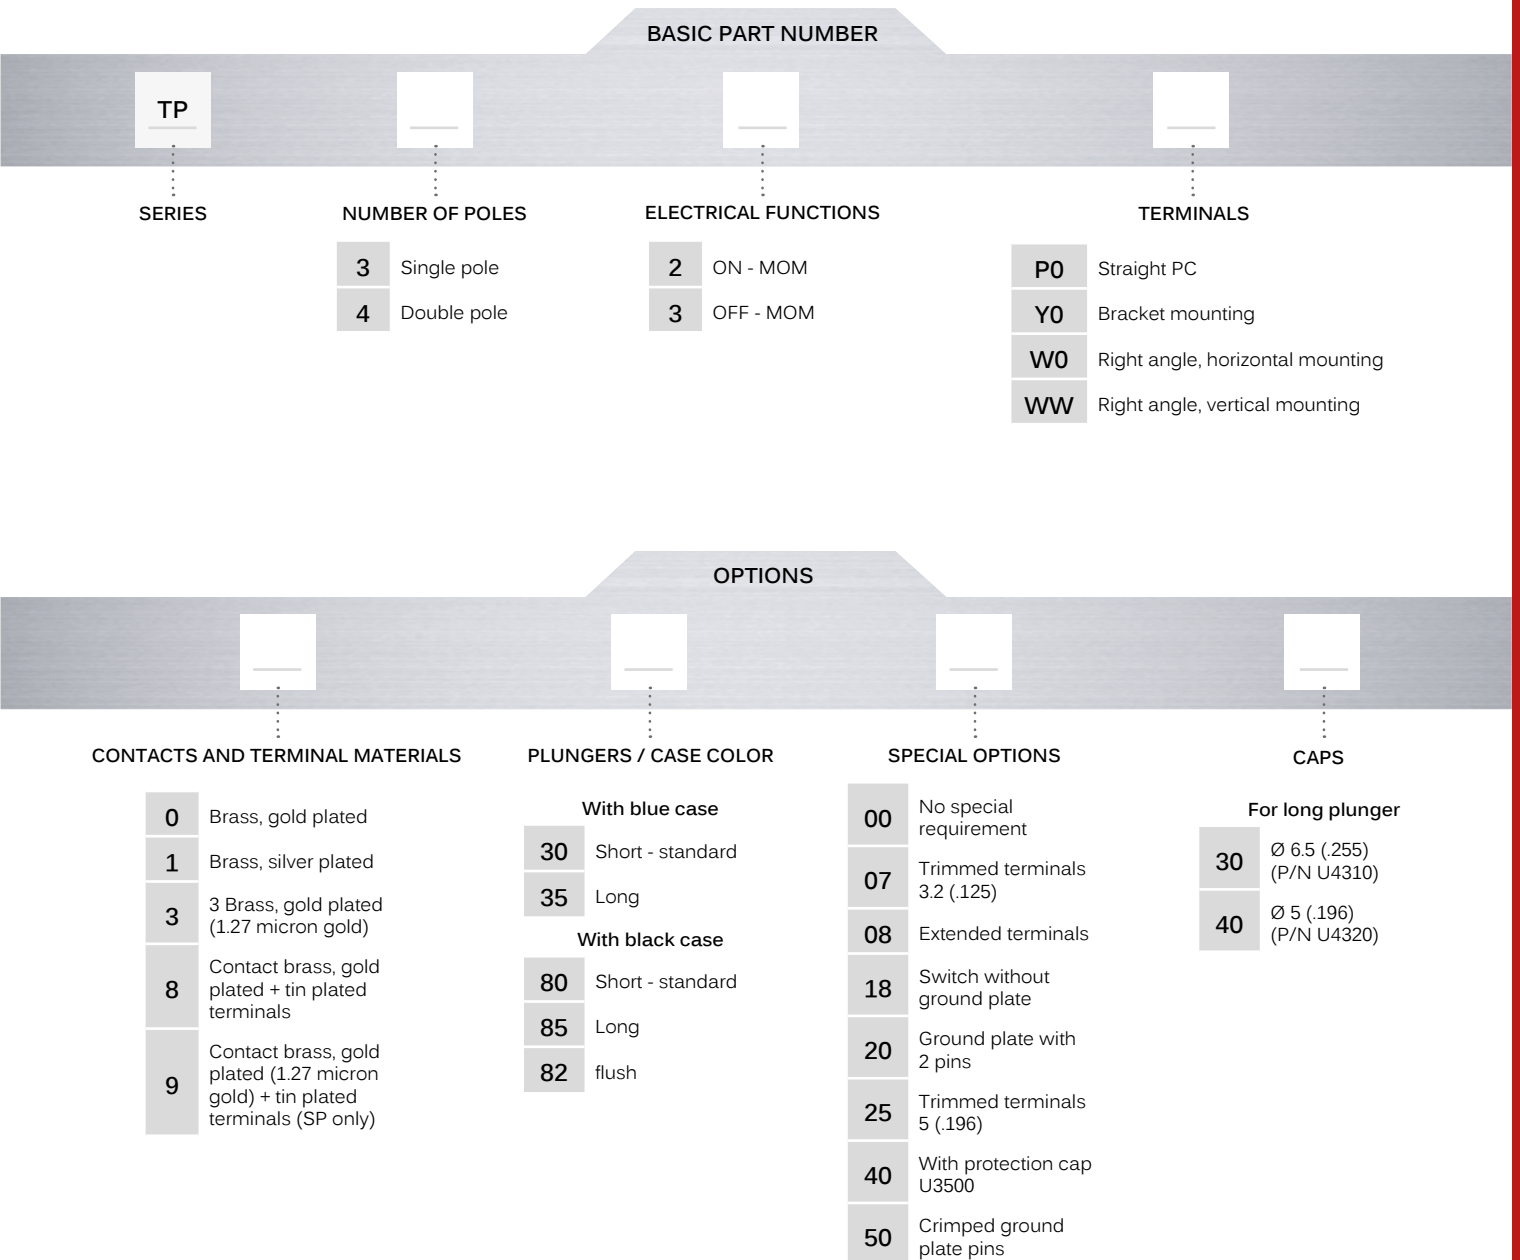 BASIC PART NUMBER
TP
SERIES
NUMBER OF POLES
3 Single pole
4 Double pole
ELECTRICAL FUNCTIONS
2 ON - MOM
3 OFF - MOM
TERMINALS
P0 Straight PC
Y0 Bracket mounting
W0 Right angle, horizontal mounting
WW Right angle, vertical mounting
OPTIONS
CONTACTS AND TERMINAL MATERIALS
0 Brass, gold plated
1 Brass, silver plated
3 3 Brass, gold plated
(1.27 micron gold)
8 Contact brass, gold
plated + tin plated
terminals
9 Contact brass, gold
plated (1.27 micron
gold) + tin plated
terminals (SP only)
PLUNGERS / CASE COLOR
With blue case
30 Short - standard
35 Long
With black case
80 Short - standard
85 Long
82 flush
SPECIAL OPTIONS
00 No special
requirement
07 Trimmed terminals
3.2 (.125)
08 Extended terminals
18 Switch without
ground plate
20 Ground plate with
2 pins
25 Trimmed terminals
5 (.196)
40 With protection cap
U3500
50 Crimped ground
plate pins
CAPS
For long plunger
30 Ø 6.5 (.255)
(P/N U4310)
40 Ø 5 (.196)
(P/N U4320)